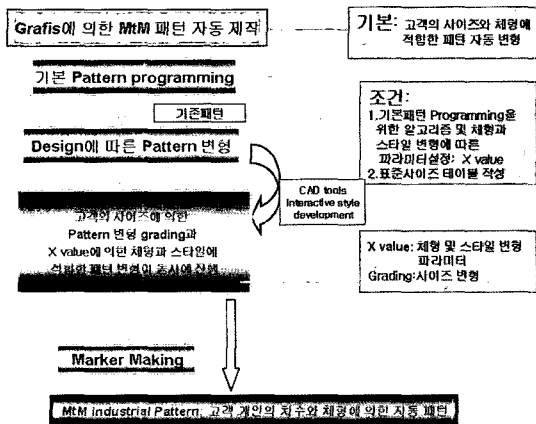 Grafis에 의한 MtM 패턴 자동 제작
기본: 고객의 사이즈와 체형에
적합한 패턴 자동 변형
기본 Pattern programming
기존패턴
Design에 따른 Pattern 변형
조건:
1.기본패턴 Programming을
위한 알고리즘 및 체형과
스타일 변형에 따른
파라미터설정: X value
2.표준사이즈 테이블 작성
CAD tools
Interactive style
development
고객의 사이즈에 의한
Pattern 변형 grading과
X value에 의한 체형과 스타일에
적합한 패턴 변형이 동시에 진행
X value: 체형 및 스타일 변형
파라미터
Grading:사이즈 변형
Marker Making
MtM industrial Pattern: 고객 개인의 치수와 체형에 의한 자동 패턴